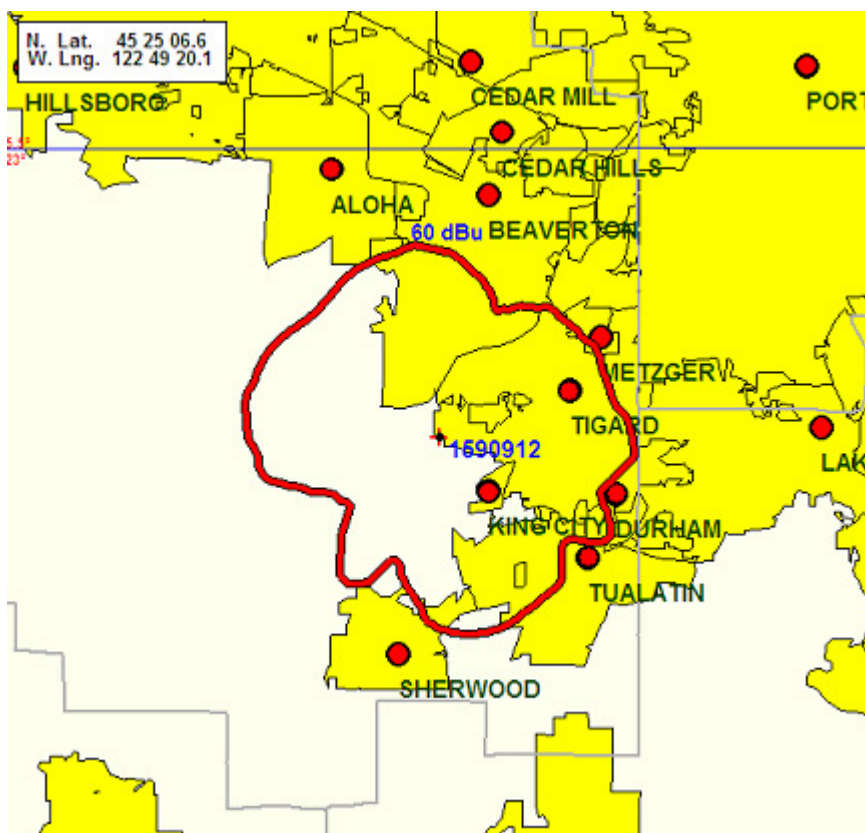 N. Lat. 45 25 06.6
W. Lng. 122 49 20.1
HILLSBORO
CEDAR MILL
PORT
CEDAR HILLS
ALOHA
BEAVERTON
60 dBu
METZGER
TIGARD
LAK
1590912
KING CITY
DURHAM
TUALATIN
SHERWOOD